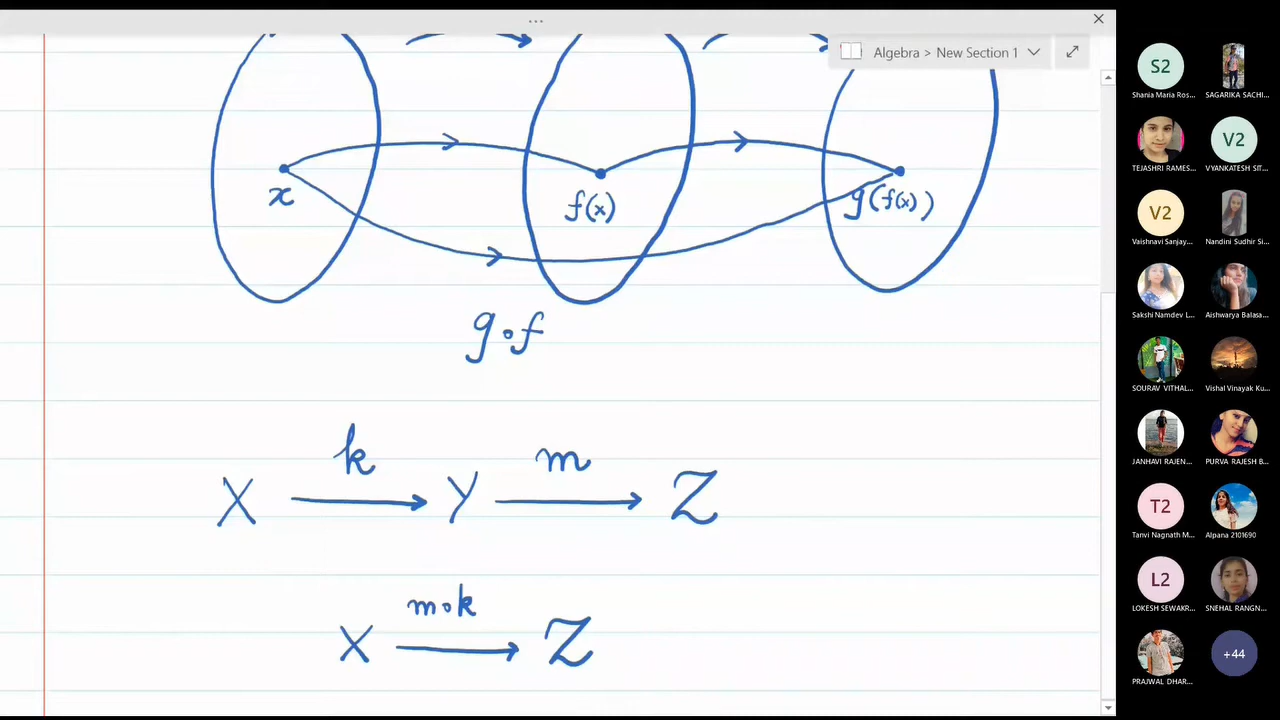 Algebra > New Section 1
x
f(x)
g(f(x))
g∘f
X k→ Y m→ Z
X m∘k→ Z
S2
Shania Maria Ros...
SAGARIKA SACHI...
TEJASHRI RAMES...
V2
VYANKATESH SIT...
V2
Vaishnavi Sanjay...
Nandini Sudhir Si...
Sakshi Namdev L...
Aishwarya Balasa...
SOURAV VITHAL...
Vishal Vinayak Ku...
JANHAVI RAJEN...
PURVA RAJESH B...
T2
Tanvi Nagnath M...
Alpana 2101690
L2
LOKESH SEWAKR...
SNEHAL RANGN...
PRAJWAL DHAR...
+44